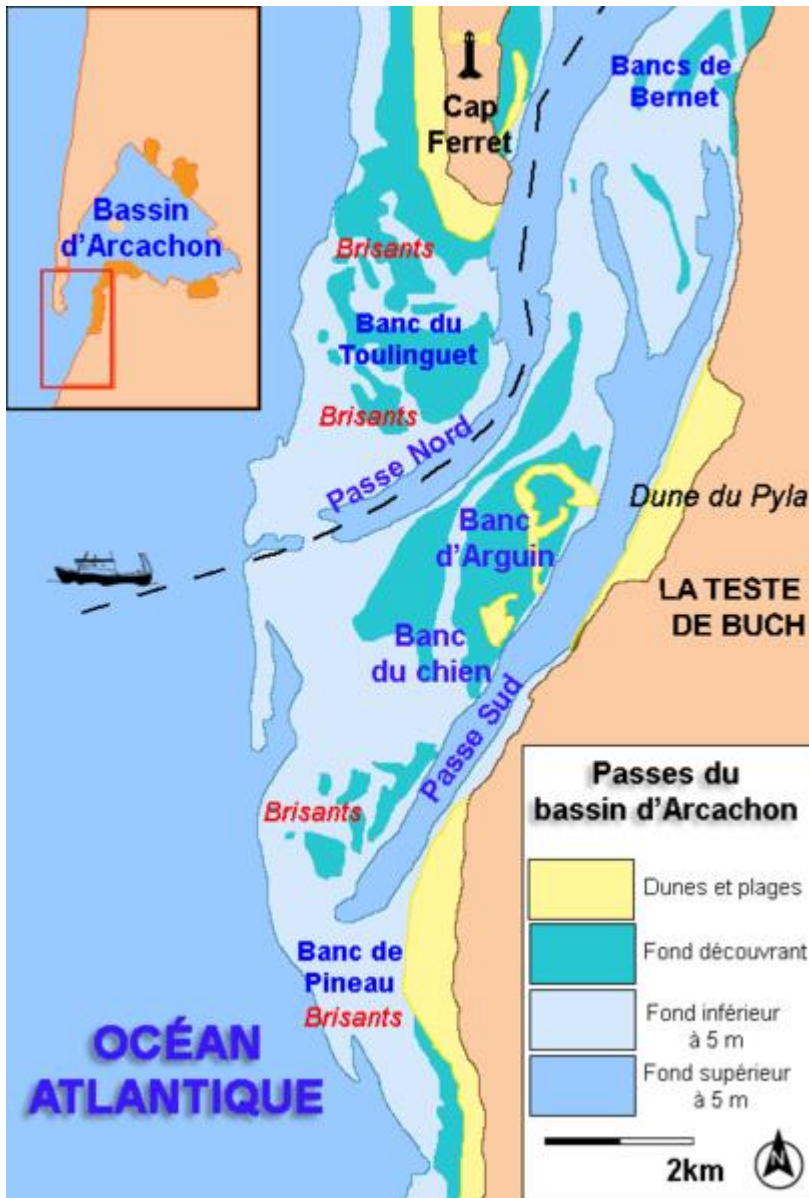 Bassin
d'Arcachon
Cap
Ferret
Bancs de
Bernet
Brisants
Banc du
Toulinguet
Brisants
Passe Nord
Banc
d'Arguin
Dune du Pyla
LA TESTE
DE BUCH
Banc
du chien
Passe Sud
Brisants
Banc de
Pineau
Brisants
OCÉAN
ATLANTIQUE
Passes du
bassin d'Arcachon
Dunes et plages
Fond découvrant
Fond inférieur
à 5 m
Fond supérieur
à 5 m
2km
N